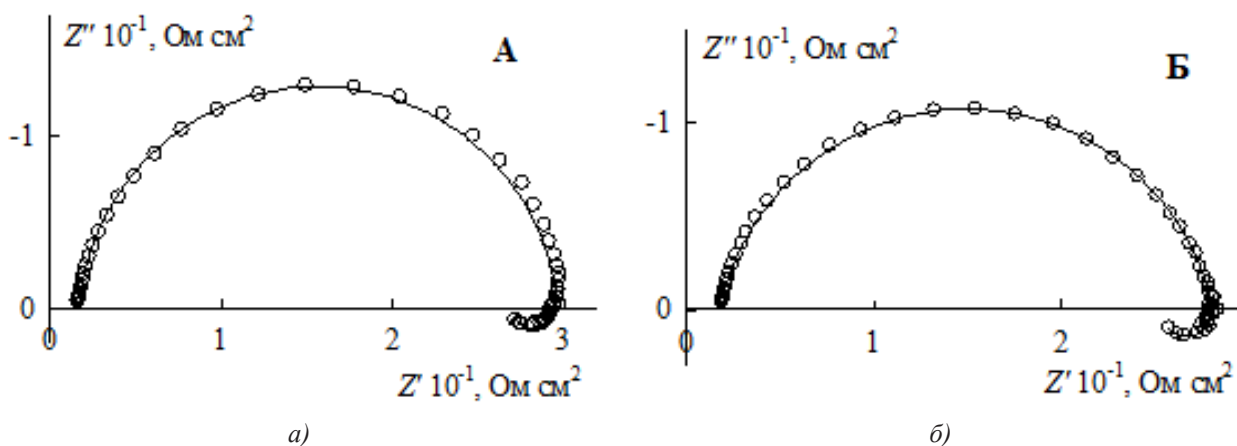 Z″ 10⁻¹, Ом см²
А
-1
0
0 1 2 3
Z′ 10⁻¹, Ом см²
а)
Z″ 10⁻¹, Ом см²
Б
-1
0
0 1 2
Z′ 10⁻¹, Ом см²
б)